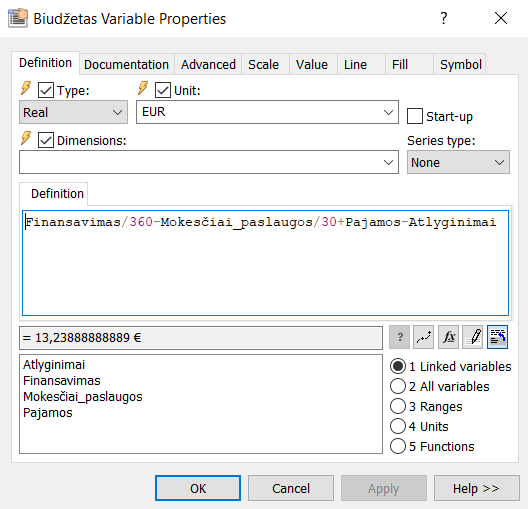 Biudžetas Variable Properties
Definition Documentation Advanced Scale Value Line Fill Symbol
Type: Unit:
Real EUR Start-up
Dimensions: Series type:
None
Definition
Finansavimas/360-Mokesčiai_paslaugos/30+Pajamos-Atlyginimai
= 13,23888888889 € ? fx
Atlyginimai
Finansavimas
Mokesčiai_paslaugos
Pajamos
1 Linked variables
2 All variables
3 Ranges
4 Units
5 Functions
OK Cancel Apply Help >>